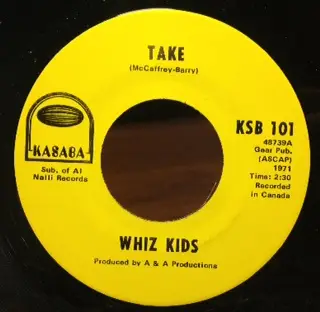 TAKE
(McCaffrey-Barry)
KASABA
Sub. of Al
Nalli Records
KSB 101
45739A
Gear Pub.
(ASCAP)
1971
Time: 2:30
Recorded
in Canada
WHIZ KIDS
Produced by A & A Productions